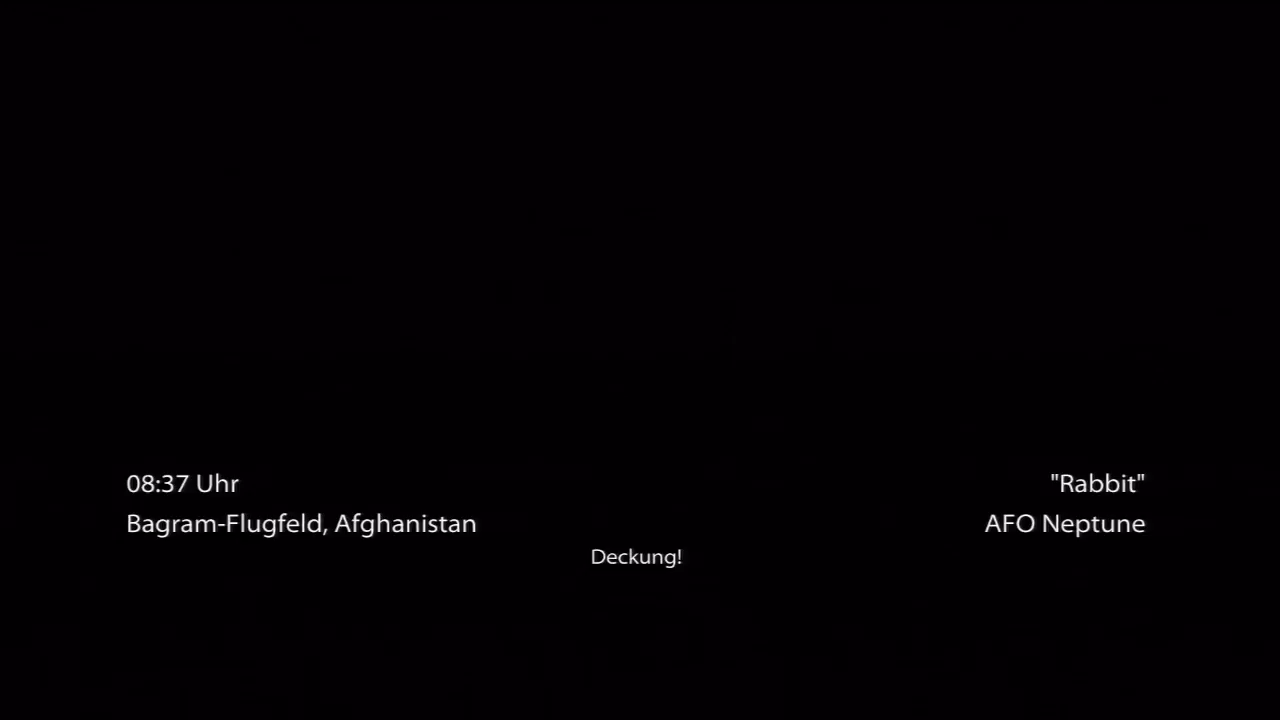 08:37 Uhr
"Rabbit"
Bagram-Flugfeld, Afghanistan
AFO Neptune
Deckung!